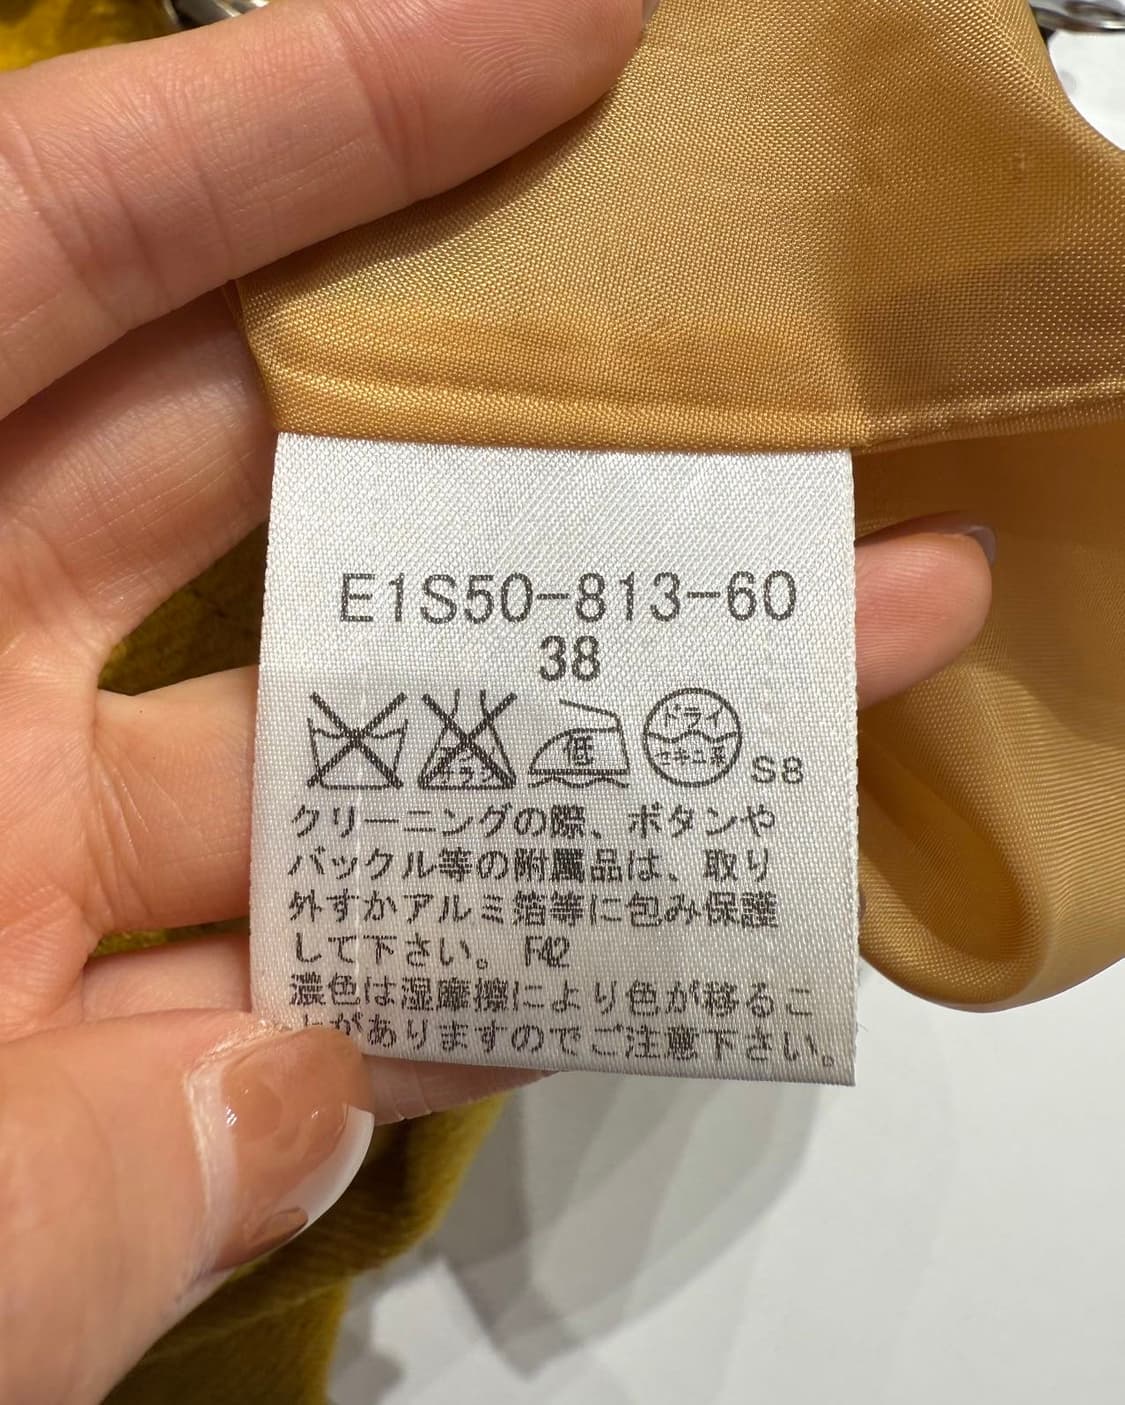 E1S50-813-60
38
低 ドライ セキユ系 S8
クリーニングの際、ボタンや
バックル等の附属品は、取り
外すかアルミ箔等に包み保護
して下さい。 F42
濃色は湿摩擦により色が移るこ
とがありますのでご注意下さい。